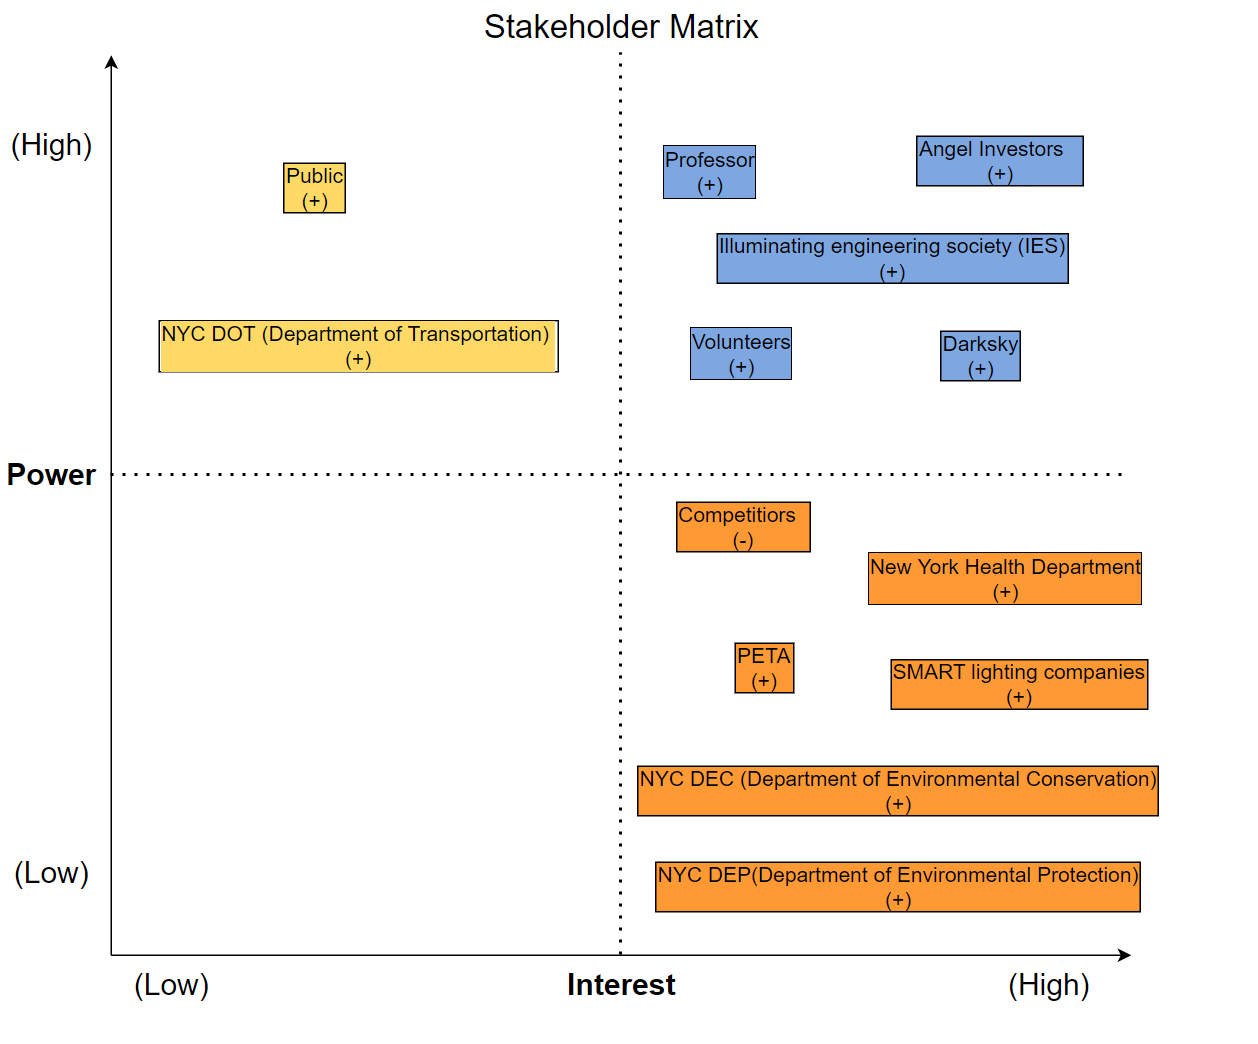 Stakeholder Matrix
(High)
Public
(+)
Professor
(+)
Angel Investors
(+)
Illuminating engineering society (IES)
(+)
NYC DOT (Department of Transportation)
(+)
Volunteers
(+)
Darksky
(+)
Power
Competitiors
(-)
New York Health Department
(+)
PETA
(+)
SMART lighting companies
(+)
NYC DEC (Department of Environmental Conservation)
(+)
(Low)
NYC DEP(Department of Environmental Protection)
(+)
(Low)
Interest
(High)